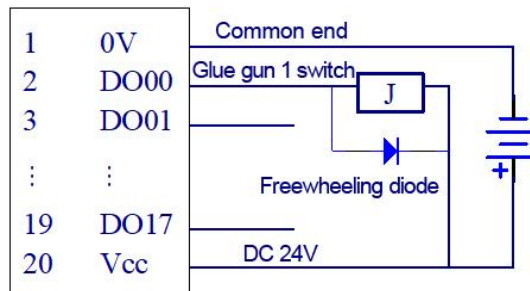 1 0V Common end
2 DO00 Glue gun 1 switch J
3 DO01
⋮ ⋮
Freewheeling diode
19 DO17
20 Vcc DC 24V
+